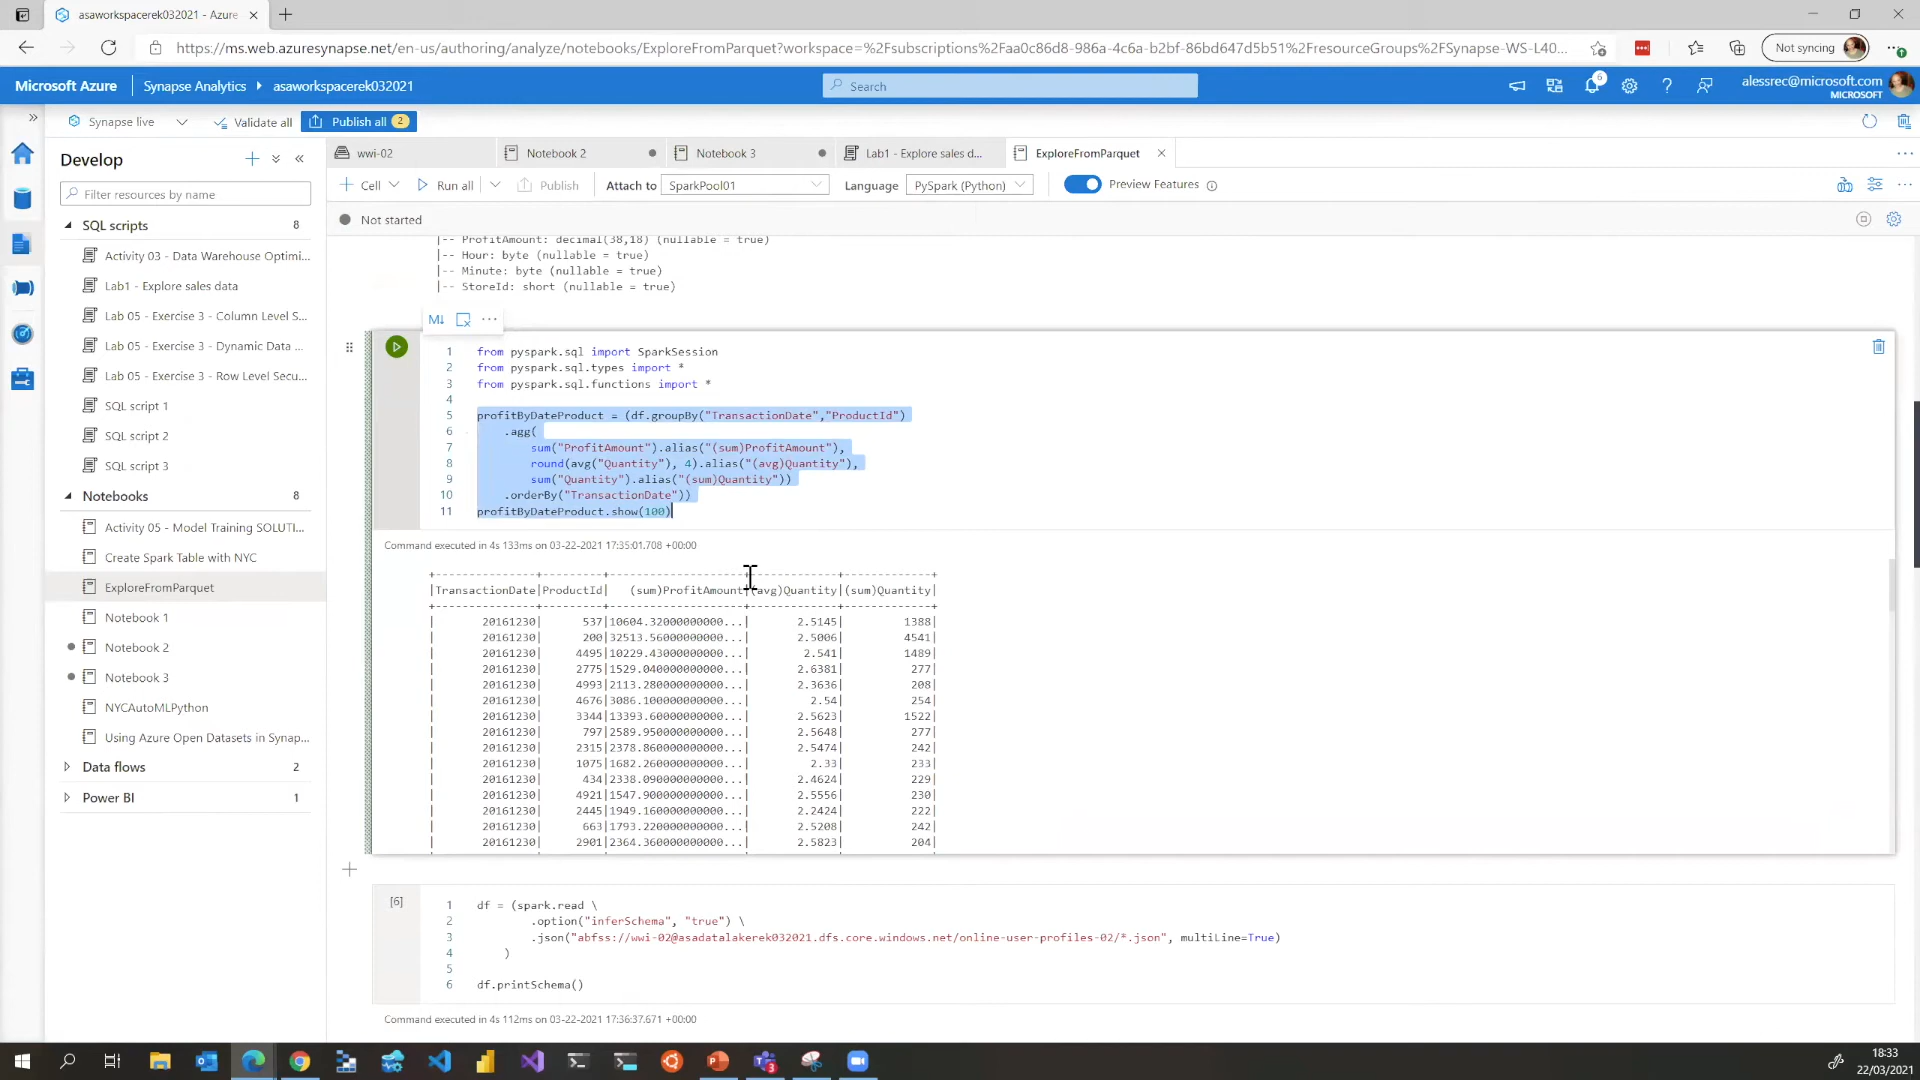 asaworkspacerek032021 - Azure
https://ms.web.azuresynapse.net/en-us/authoring/analyze/notebooks/ExploreFromParquet?workspace=%2Fsubscriptions%2Faa0c86d8-986a-4c6a-b2bf-86bd647d5b51%2FresourceGroups%2FSynapse-WS-L40...
Not syncing
Microsoft Azure
Synapse Analytics
asaworkspacerek032021
Search
6
alessrec@microsoft.com
MICROSOFT
Synapse live
Validate all
Publish all
2
Develop
Filter resources by name
SQL scripts 8
Activity 03 - Data Warehouse Optimi...
Lab1 - Explore sales data
Lab 05 - Exercise 3 - Column Level S...
Lab 05 - Exercise 3 - Dynamic Data ...
Lab 05 - Exercise 3 - Row Level Secu...
SQL script 1
SQL script 2
SQL script 3
Notebooks 8
Activity 05 - Model Training SOLUTI...
Create Spark Table with NYC
ExploreFromParquet
Notebook 1
Notebook 2
Notebook 3
NYCAutoMLPython
Using Azure Open Datasets in Synap...
Data flows 2
Power BI 1
wwi-02
Notebook 2
Notebook 3
Lab1 - Explore sales d...
ExploreFromParquet
Cell
Run all
Publish
Attach to
SparkPool01
Language
PySpark (Python)
Preview Features
Not started
|-- ProfitAmount: decimal(38,18) (nullable = true)
|-- Hour: byte (nullable = true)
|-- Minute: byte (nullable = true)
|-- StoreId: short (nullable = true)
M↓
1 from pyspark.sql import SparkSession
2 from pyspark.sql.types import *
3 from pyspark.sql.functions import *
4
5 profitByDateProduct = (df.groupBy("TransactionDate","ProductId")
6 .agg(
7 sum("ProfitAmount").alias("(sum)ProfitAmount"),
8 round(avg("Quantity"), 4).alias("(avg)Quantity"),
9 sum("Quantity").alias("(sum)Quantity"))
10 .orderBy("TransactionDate"))
11 profitByDateProduct.show(100)
Command executed in 4s 133ms on 03-22-2021 17:35:01.708 +00:00
+---------------+---------+--------------------+-------------+-------------+
|TransactionDate|ProductId| (sum)ProfitAmount|(avg)Quantity|(sum)Quantity|
+---------------+---------+--------------------+-------------+-------------+
| 20161230| 537|10604.32000000000...| 2.5145| 1388|
| 20161230| 200|32513.56000000000...| 2.5006| 4541|
| 20161230| 4495|10229.43000000000...| 2.541| 1489|
| 20161230| 2775|1529.040000000000...| 2.6381| 277|
| 20161230| 4993|2113.280000000000...| 2.3636| 208|
| 20161230| 4676|3086.100000000000...| 2.54| 254|
| 20161230| 3344|13393.60000000000...| 2.5623| 1522|
| 20161230| 797|2589.950000000000...| 2.5648| 277|
| 20161230| 2315|2378.860000000000...| 2.5474| 242|
| 20161230| 1075|1682.260000000000...| 2.33| 233|
| 20161230| 434|2338.090000000000...| 2.4624| 229|
| 20161230| 4921|1547.900000000000...| 2.5556| 230|
| 20161230| 2445|1949.160000000000...| 2.2424| 222|
| 20161230| 663|1793.220000000000...| 2.5208| 242|
| 20161230| 2901|2364.360000000000...| 2.5823| 204|
[6]
1 df = (spark.read \
2 .option("inferSchema", "true") \
3 .json("abfss://wwi-02@asadatalakerek032021.dfs.core.windows.net/online-user-profiles-02/*.json", multiLine=True)
4 )
5
6 df.printSchema()
Command executed in 4s 112ms on 03-22-2021 17:36:37.671 +00:00
3
18:33
22/03/2021